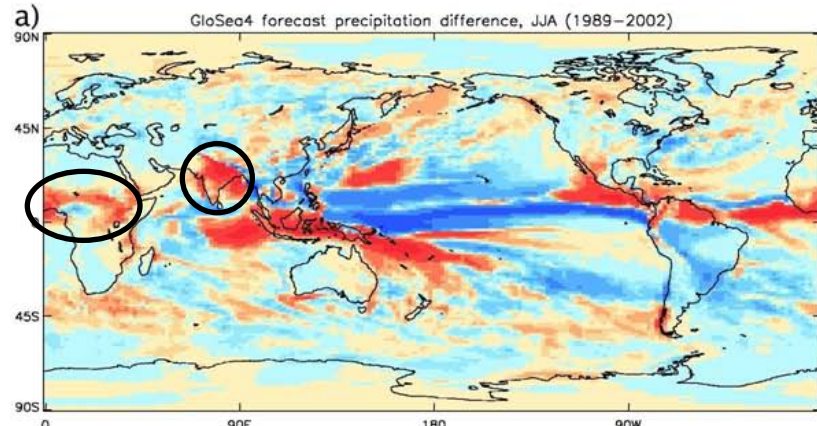 a)
GloSea4 forecast precipitation difference, JJA (1989-2002)
90N
45N
45S
90S
0 90E 180 90W